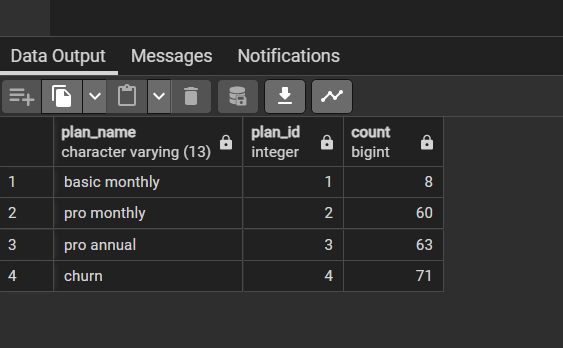 Data Output Messages Notifications
plan_name plan_id count
character varying (13) integer bigint
1 basic monthly 1 8
2 pro monthly 2 60
3 pro annual 3 63
4 churn 4 71